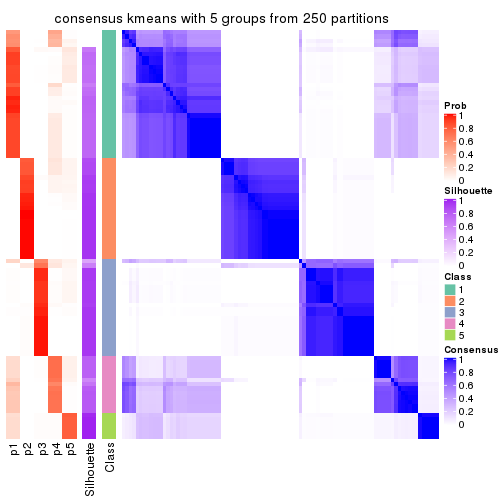 consensus kmeans with 5 groups from 250 partitions
Prob
1
0.8
0.6
0.4
0.2
0
Silhouette
1
0.8
0.6
0.4
0.2
0
Class
1
2
3
4
5
Consensus
1
0.8
0.6
0.4
0.2
0
p1
p2
p3
p4
p5
Silhouette
Class